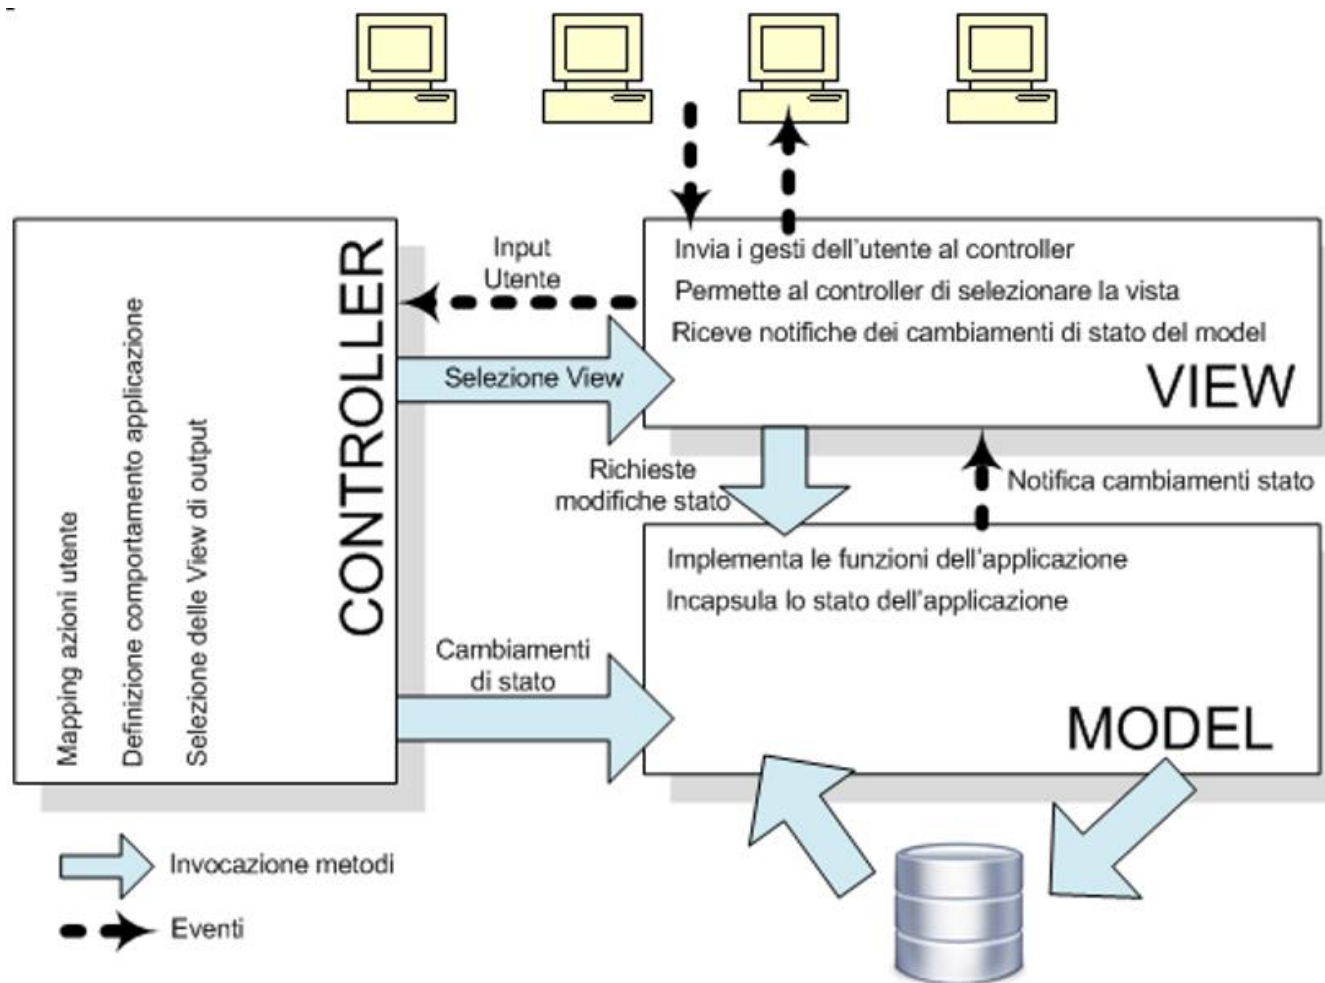 Input
Utente
Invia i gesti dell'utente al controller
Permette al controller di selezionare la vista
Riceve notifiche dei cambiamenti di stato del model
VIEW
Selezione View
CONTROLLER
Mapping azioni utente
Definizione comportamento applicazione
Selezione delle View di output
Richieste
modifiche stato
Notifica cambiamenti stato
Implementa le funzioni dell'applicazione
Incapsula lo stato dell'applicazione
MODEL
Cambiamenti
di stato
Invocazione metodi
Eventi